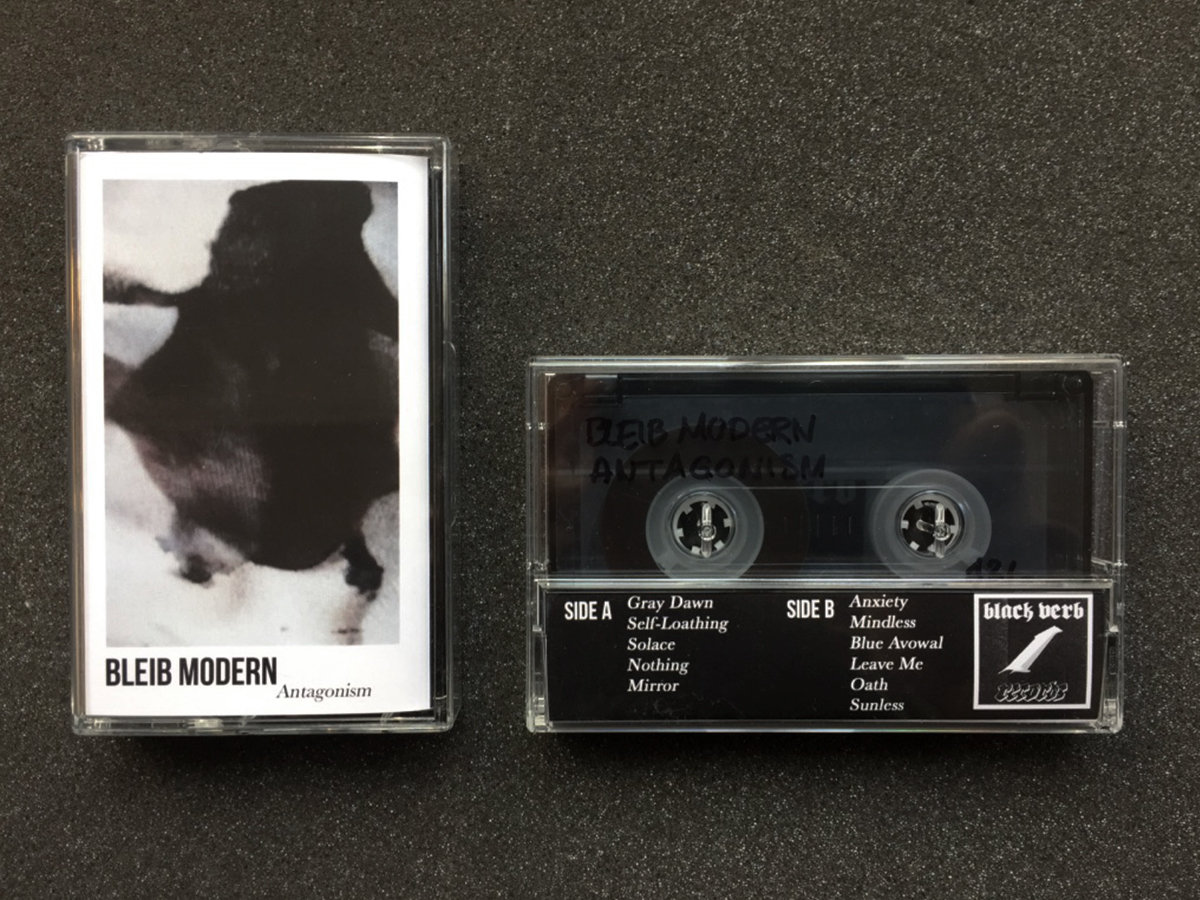 BLEIB MODERN
Antagonism
BLEIB MODERN
ANTAGONISM
SIDE A
Gray Dawn
Self-Loathing
Solace
Nothing
Mirror
SIDE B
Anxiety
Mindless
Blue Avowal
Leave Me
Oath
Sunless
black verb
records